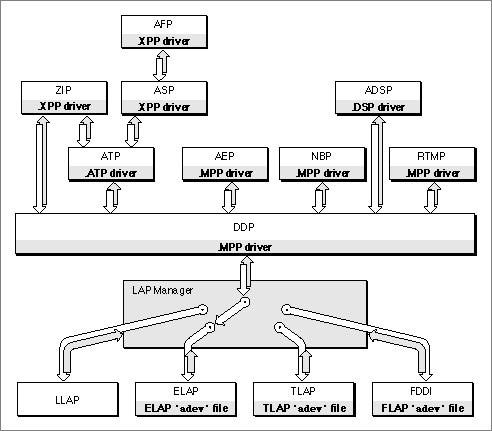 AFP
.XPP driver
ZIP
.XPP driver
ASP
.XPP driver
ADSP
.DSP driver
ATP
.ATP driver
AEP
.MPP driver
NBP
.MPP driver
RTMP
.MPP driver
DDP
.MPP driver
LAP Manager
LLAP
ELAP
ELAP 'adev' file
TLAP
TLAP 'adev' file
FDDI
FLAP 'adev' file